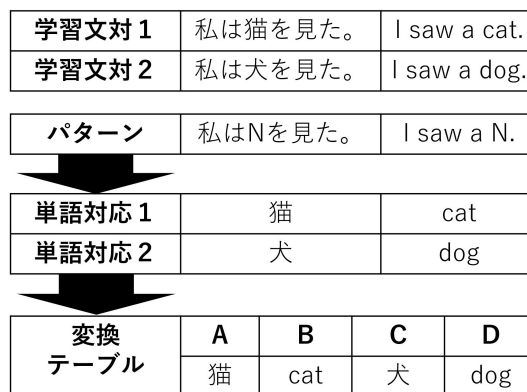 学習文対1 私は猫を見た。 I saw a cat.
学習文対2 私は犬を見た。 I saw a dog.
パターン 私はNを見た。 I saw a N.
単語対応1 猫 cat
単語対応2 犬 dog
変換
テーブル
A B C D
猫 cat 犬 dog